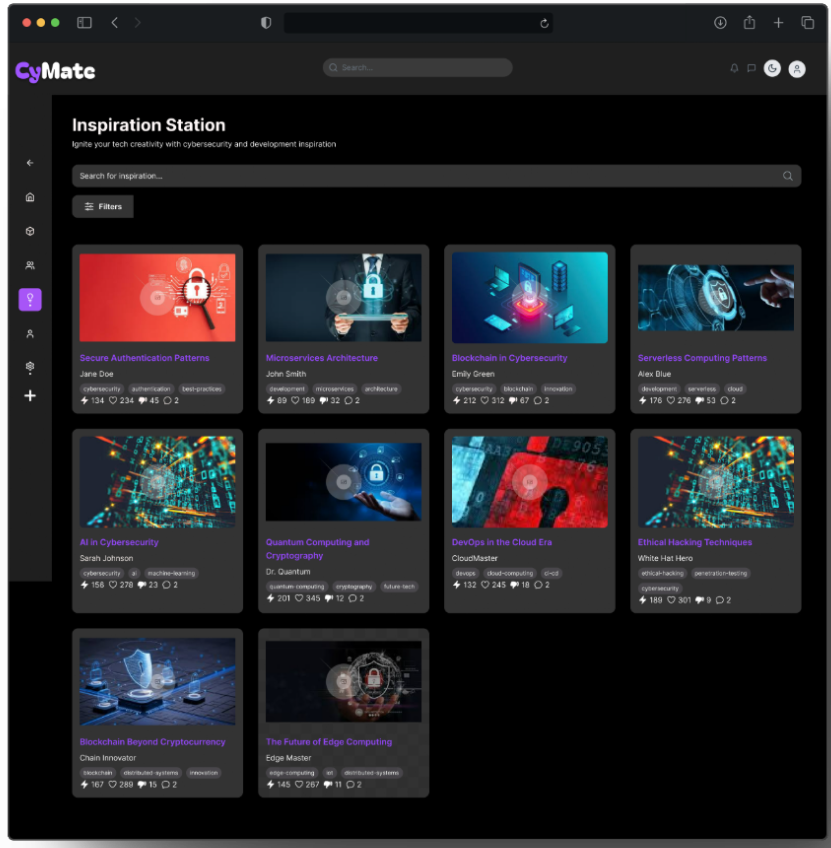 CyMate
Search...
Inspiration Station
Ignite your tech creativity with cybersecurity and development inspiration
Search for inspiration...
Filters
Secure Authentication Patterns
Jane Doe
cybersecurity authentication best-practices
134 234 45 2
Microservices Architecture
John Smith
development microservices architecture
89 189 32 2
Blockchain in Cybersecurity
Emily Green
cybersecurity blockchain innovation
212 312 67 2
Serverless Computing Patterns
Alex Blue
development serverless cloud
176 276 53 2
AI in Cybersecurity
Sarah Johnson
cybersecurity ai machine-learning
156 278 23 2
Quantum Computing and
Cryptography
Dr. Quantum
quantum-computing cryptography future-tech
201 345 12 2
DevOps in the Cloud Era
CloudMaster
devops cloud-computing ci-cd
132 245 18 2
Ethical Hacking Techniques
White Hat Hero
ethical-hacking penetration-testing
cybersecurity
189 301 9 2
Blockchain Beyond Cryptocurrency
Chain Innovator
blockchain distributed-systems innovation
167 289 15 2
The Future of Edge Computing
Edge Master
edge-computing iot distributed-systems
145 267 11 2